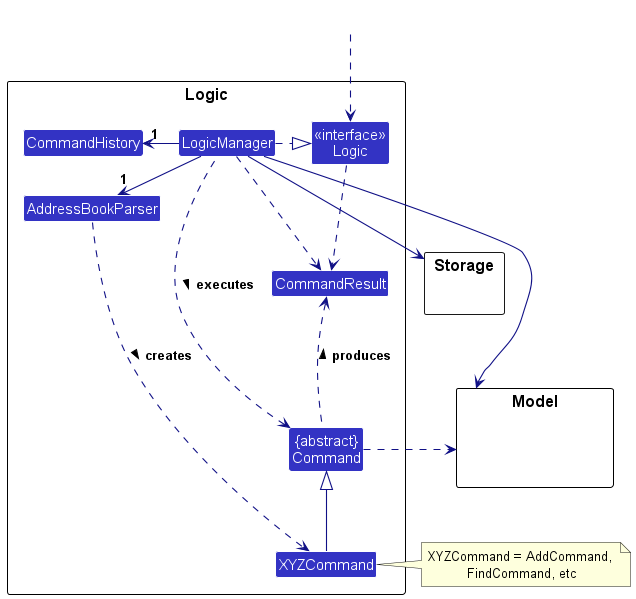 Logic
CommandHistory
1
LogicManager
«interface»
Logic
1
AddressBookParser
Storage
CommandResult
executes
creates
produces
Model
{abstract}
Command
XYZCommand
XYZCommand = AddCommand,
FindCommand, etc